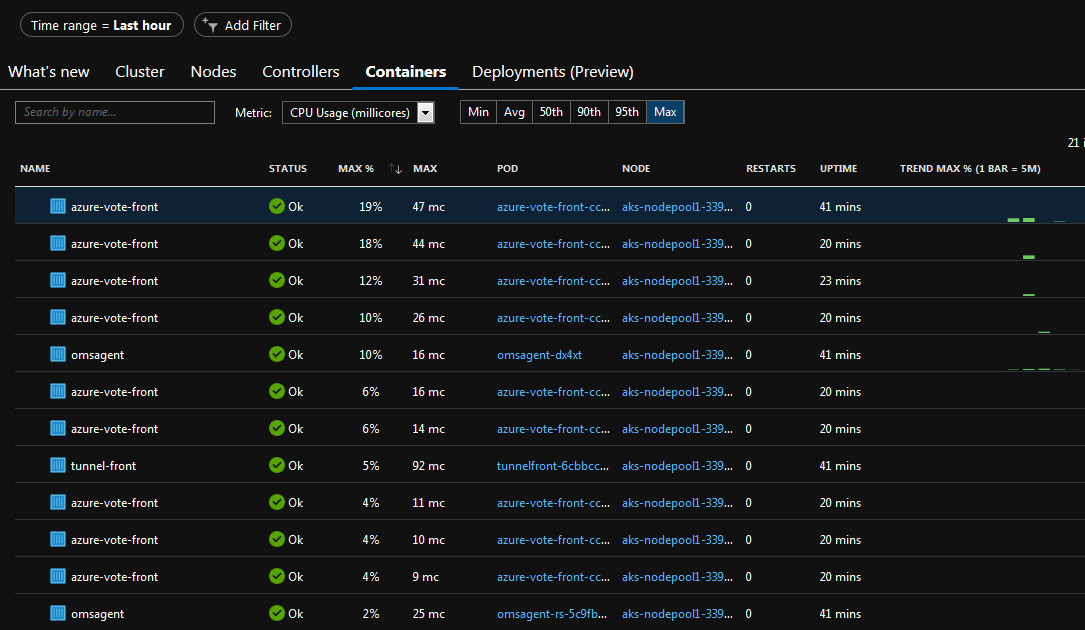 Time range = Last hour Add Filter
What's new Cluster Nodes Controllers Containers Deployments (Preview)
Search by name... Metric: CPU Usage (millicores) Min Avg 50th 90th 95th Max
21
NAME STATUS MAX % MAX POD NODE RESTARTS UPTIME TREND MAX % (1 BAR = 5M)
azure-vote-front Ok 19% 47 mc azure-vote-front-cc... aks-nodepool1-339... 0 41 mins
azure-vote-front Ok 18% 44 mc azure-vote-front-cc... aks-nodepool1-339... 0 20 mins
azure-vote-front Ok 12% 31 mc azure-vote-front-cc... aks-nodepool1-339... 0 23 mins
azure-vote-front Ok 10% 26 mc azure-vote-front-cc... aks-nodepool1-339... 0 20 mins
omsagent Ok 10% 16 mc omsagent-dx4xt aks-nodepool1-339... 0 41 mins
azure-vote-front Ok 6% 16 mc azure-vote-front-cc... aks-nodepool1-339... 0 20 mins
azure-vote-front Ok 6% 14 mc azure-vote-front-cc... aks-nodepool1-339... 0 20 mins
tunnel-front Ok 5% 92 mc tunnelfront-6cbbcc... aks-nodepool1-339... 0 41 mins
azure-vote-front Ok 4% 11 mc azure-vote-front-cc... aks-nodepool1-339... 0 20 mins
azure-vote-front Ok 4% 10 mc azure-vote-front-cc... aks-nodepool1-339... 0 20 mins
azure-vote-front Ok 4% 9 mc azure-vote-front-cc... aks-nodepool1-339... 0 20 mins
omsagent Ok 2% 25 mc omsagent-rs-5c9fb... aks-nodepool1-339... 0 41 mins